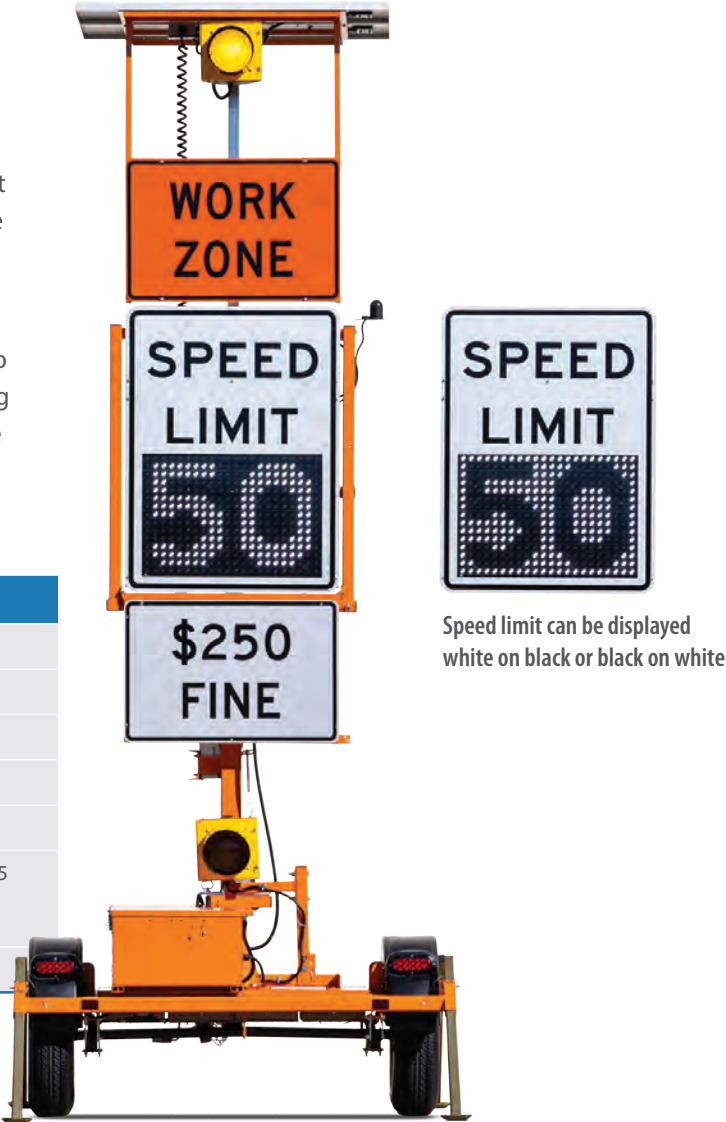 WORK
ZONE
SPEED
LIMIT
50
$250
FINE
SPEED
LIMIT
50
Speed limit can be displayed
white on black or black on white